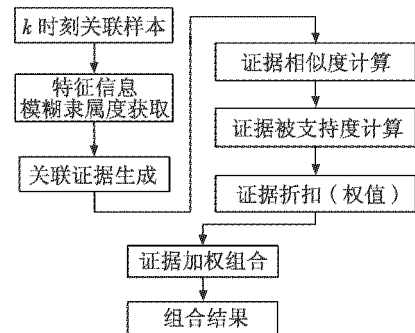 k 时刻关联样本
特征信息
模糊隶属度获取
关联证据生成
证据相似度计算
证据被支持度计算
证据折扣（权值）
证据加权组合
组合结果